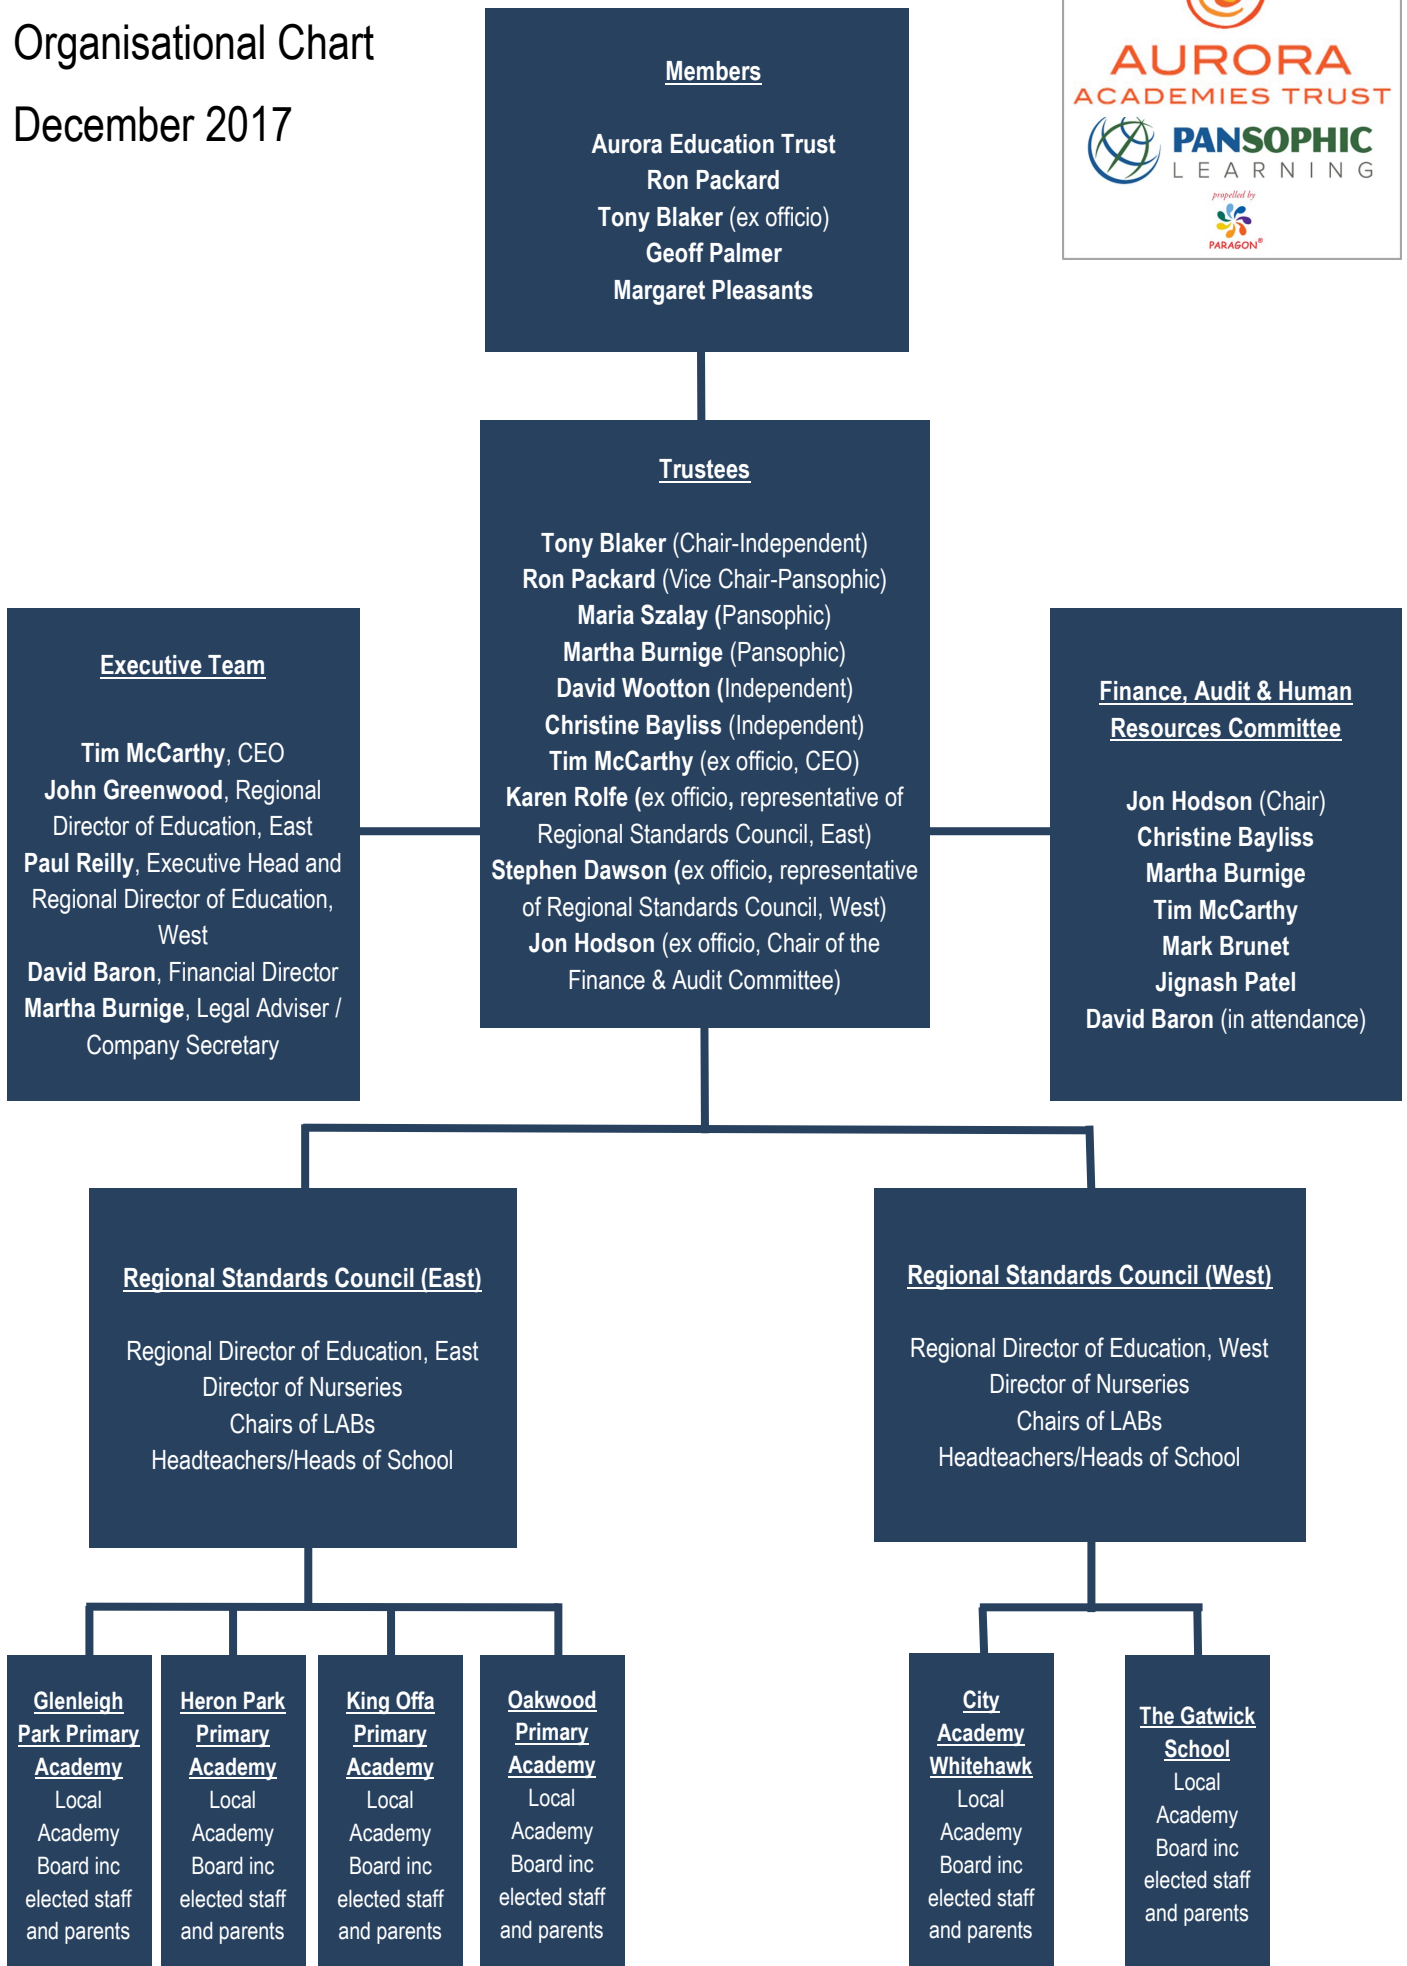 Organisational Chart
December 2017
AURORA
ACADEMIES TRUST
PANSOPHIC
LEARNING
propelled by
PARAGON®
Members
Aurora Education Trust
Ron Packard
Tony Blaker (ex officio)
Geoff Palmer
Margaret Pleasants
Trustees
Tony Blaker (Chair-Independent)
Ron Packard (Vice Chair-Pansophic)
Maria Szalay (Pansophic)
Martha Burnige (Pansophic)
David Wootton (Independent)
Christine Bayliss (Independent)
Tim McCarthy (ex officio, CEO)
Karen Rolfe (ex officio, representative of
Regional Standards Council, East)
Stephen Dawson (ex officio, representative
of Regional Standards Council, West)
Jon Hodson (ex officio, Chair of the
Finance & Audit Committee)
Executive Team
Tim McCarthy, CEO
John Greenwood, Regional
Director of Education, East
Paul Reilly, Executive Head and
Regional Director of Education,
West
David Baron, Financial Director
Martha Burnige, Legal Adviser /
Company Secretary
Finance, Audit & Human
Resources Committee
Jon Hodson (Chair)
Christine Bayliss
Martha Burnige
Tim McCarthy
Mark Brunet
Jignash Patel
David Baron (in attendance)
Regional Standards Council (East)
Regional Director of Education, East
Director of Nurseries
Chairs of LABs
Headteachers/Heads of School
Regional Standards Council (West)
Regional Director of Education, West
Director of Nurseries
Chairs of LABs
Headteachers/Heads of School
Glenleigh
Park Primary
Academy
Local
Academy
Board inc
elected staff
and parents
Heron Park
Primary
Academy
Local
Academy
Board inc
elected staff
and parents
King Offa
Primary
Academy
Local
Academy
Board inc
elected staff
and parents
Oakwood
Primary
Academy
Local
Academy
Board inc
elected staff
and parents
City
Academy
Whitehawk
Local
Academy
Board inc
elected staff
and parents
The Gatwick
School
Local
Academy
Board inc
elected staff
and parents